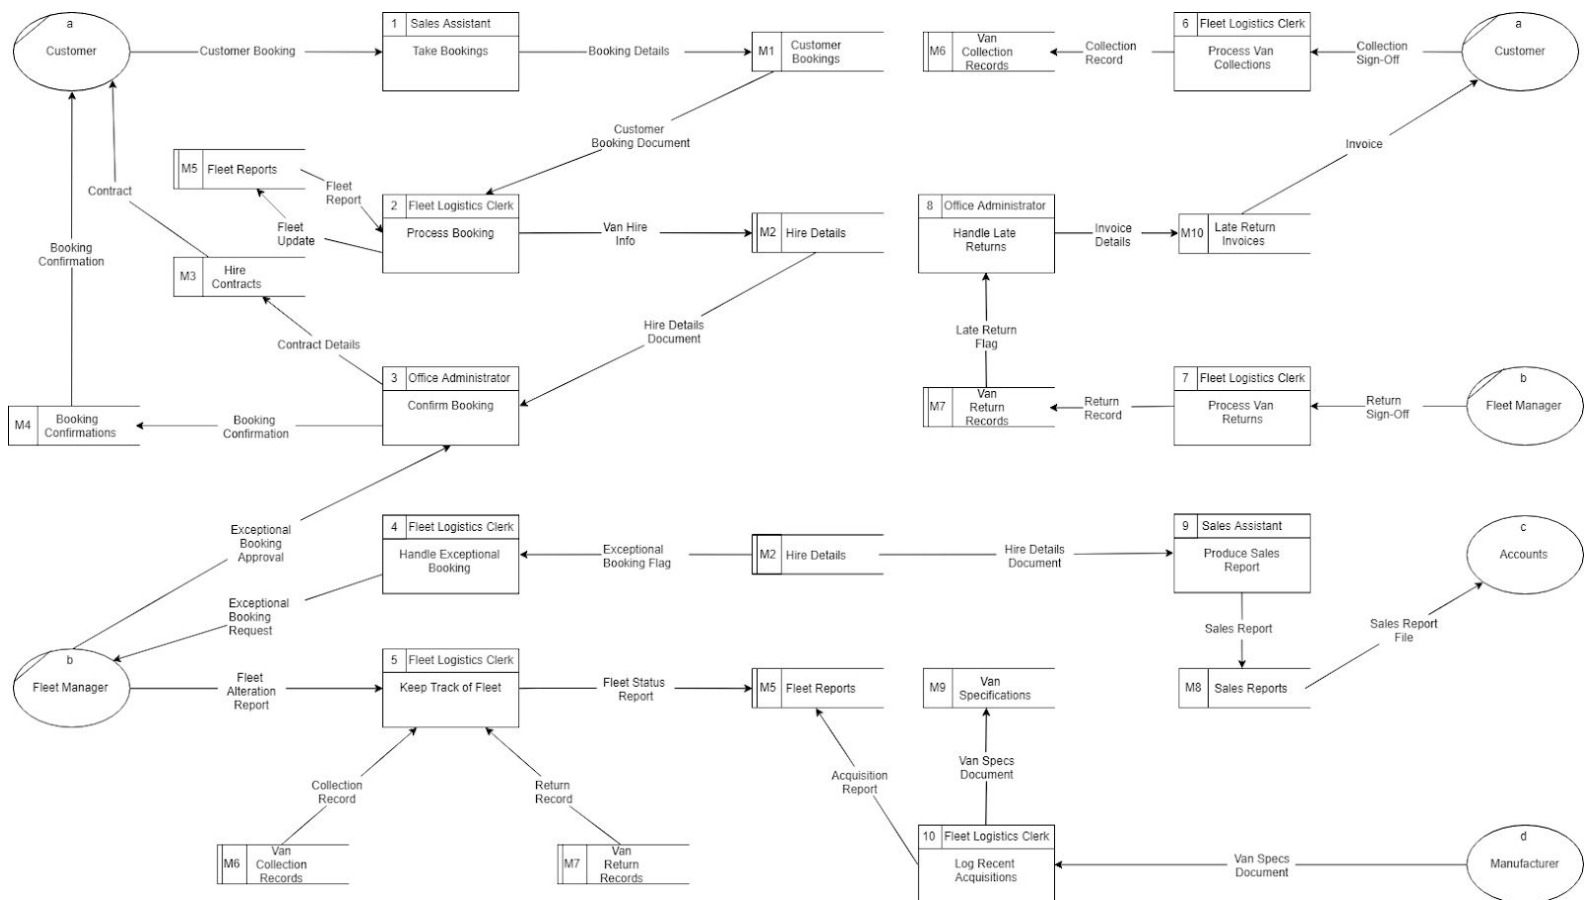 a
Customer
Customer Booking
1 Sales Assistant
Take Bookings
Booking Details
M1
Customer
Bookings
M6
Van
Collection
Records
Collection
Record
6 Fleet Logistics Clerk
Process Van
Collections
Collection
Sign-Off
a
Customer
Customer
Booking Document
Invoice
M5 Fleet Reports
Fleet
Report
Contract
2 Fleet Logistics Clerk
Process Booking
Fleet
Update
Van Hire
Info
M2 Hire Details
8 Office Administrator
Handle Late
Returns
Invoice
Details
M10
Late Return
Invoices
Booking
Confirmation
M3
Hire
Contracts
Contract Details
Hire Details
Document
Late Return
Flag
3 Office Administrator
Confirm Booking
M4
Booking
Confirmations
Booking
Confirmation
M7
Van
Return
Records
Return
Record
7 Fleet Logistics Clerk
Process Van
Returns
Return
Sign-Off
b
Fleet Manager
Exceptional
Booking
Approval
4 Fleet Logistics Clerk
Handle Exceptional
Booking
Exceptional
Booking Flag
M2 Hire Details
Hire Details
Document
9 Sales Assistant
Produce Sales
Report
c
Accounts
Exceptional
Booking
Request
Sales Report
Sales Report
File
b
Fleet Manager
Fleet
Alteration
Report
5 Fleet Logistics Clerk
Keep Track of Fleet
Fleet Status
Report
M5 Fleet Reports
M9
Van
Specifications
M8 Sales Reports
Collection
Record
Return
Record
Acquisition
Report
Van Specs
Document
M6
Van
Collection
Records
M7
Van
Return
Records
10 Fleet Logistics Clerk
Log Recent
Acquisitions
Van Specs
Document
d
Manufacturer